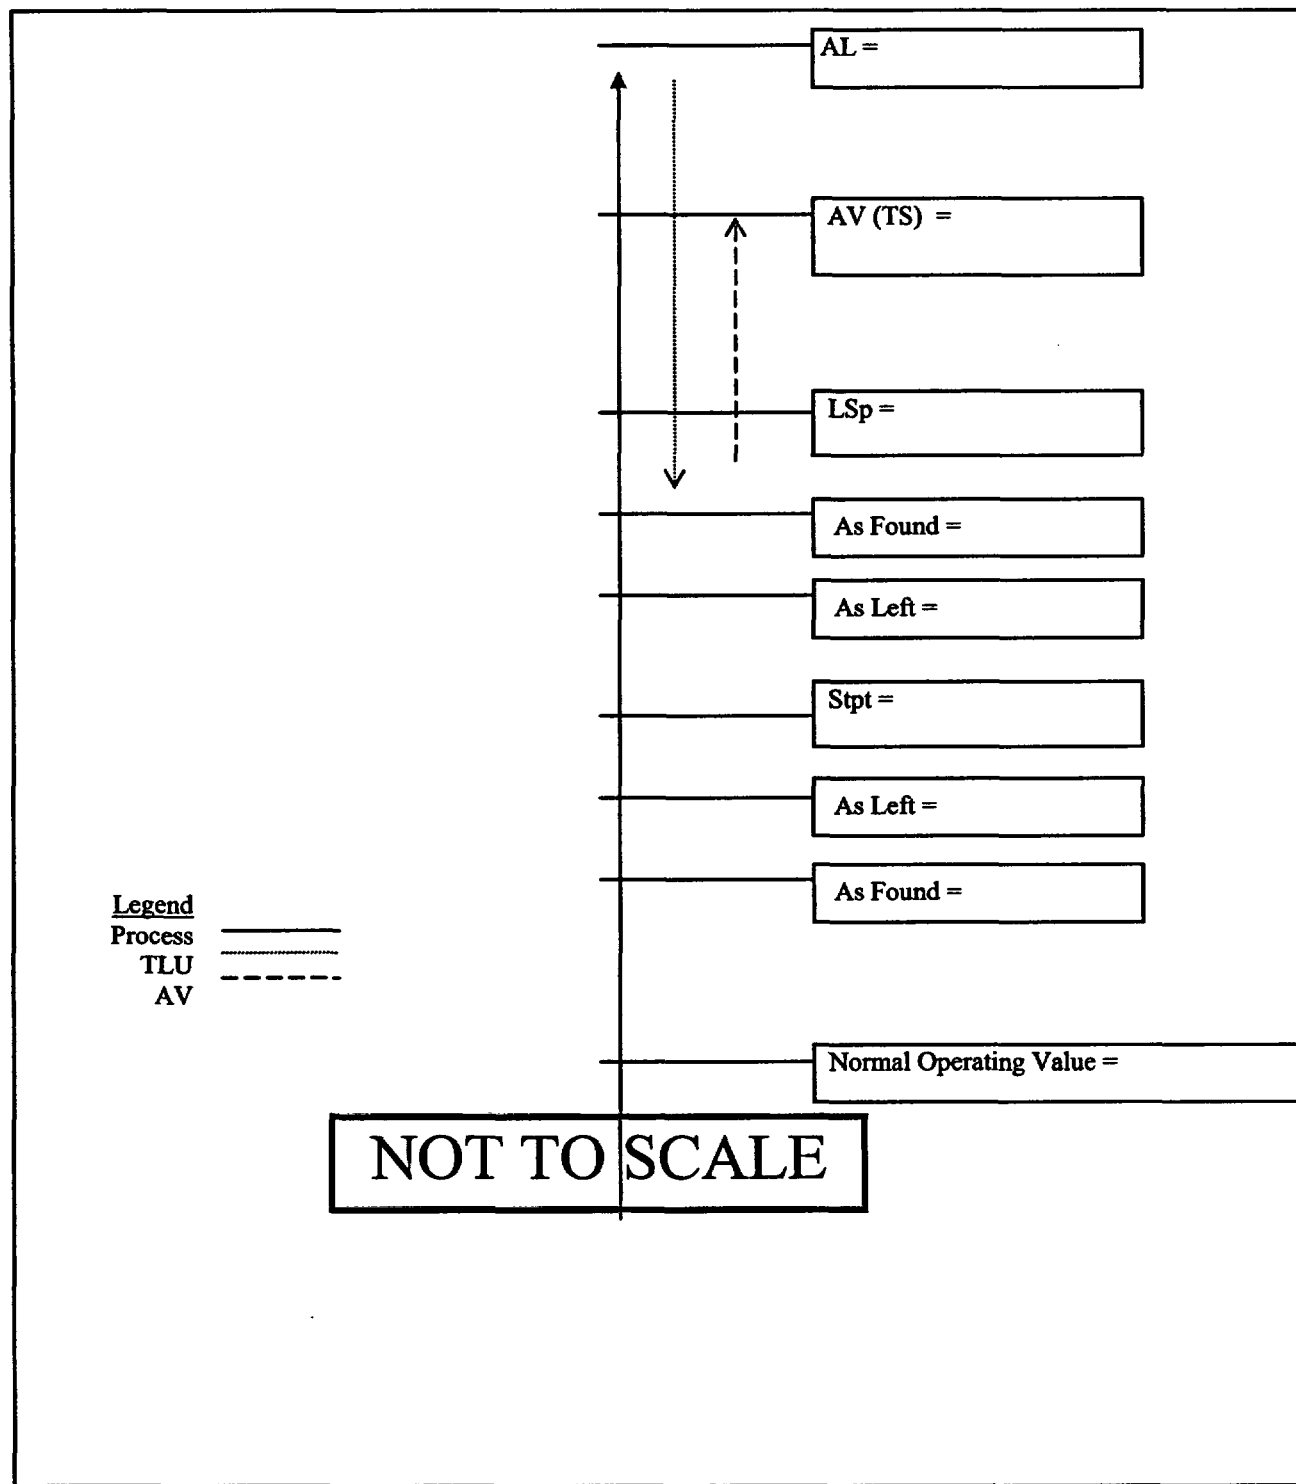 AL =
AV (TS) =
LSp =
As Found =
As Left =
Stpt =
As Left =
As Found =
Legend
Process
TLU
AV
Normal Operating Value =
NOT TO SCALE